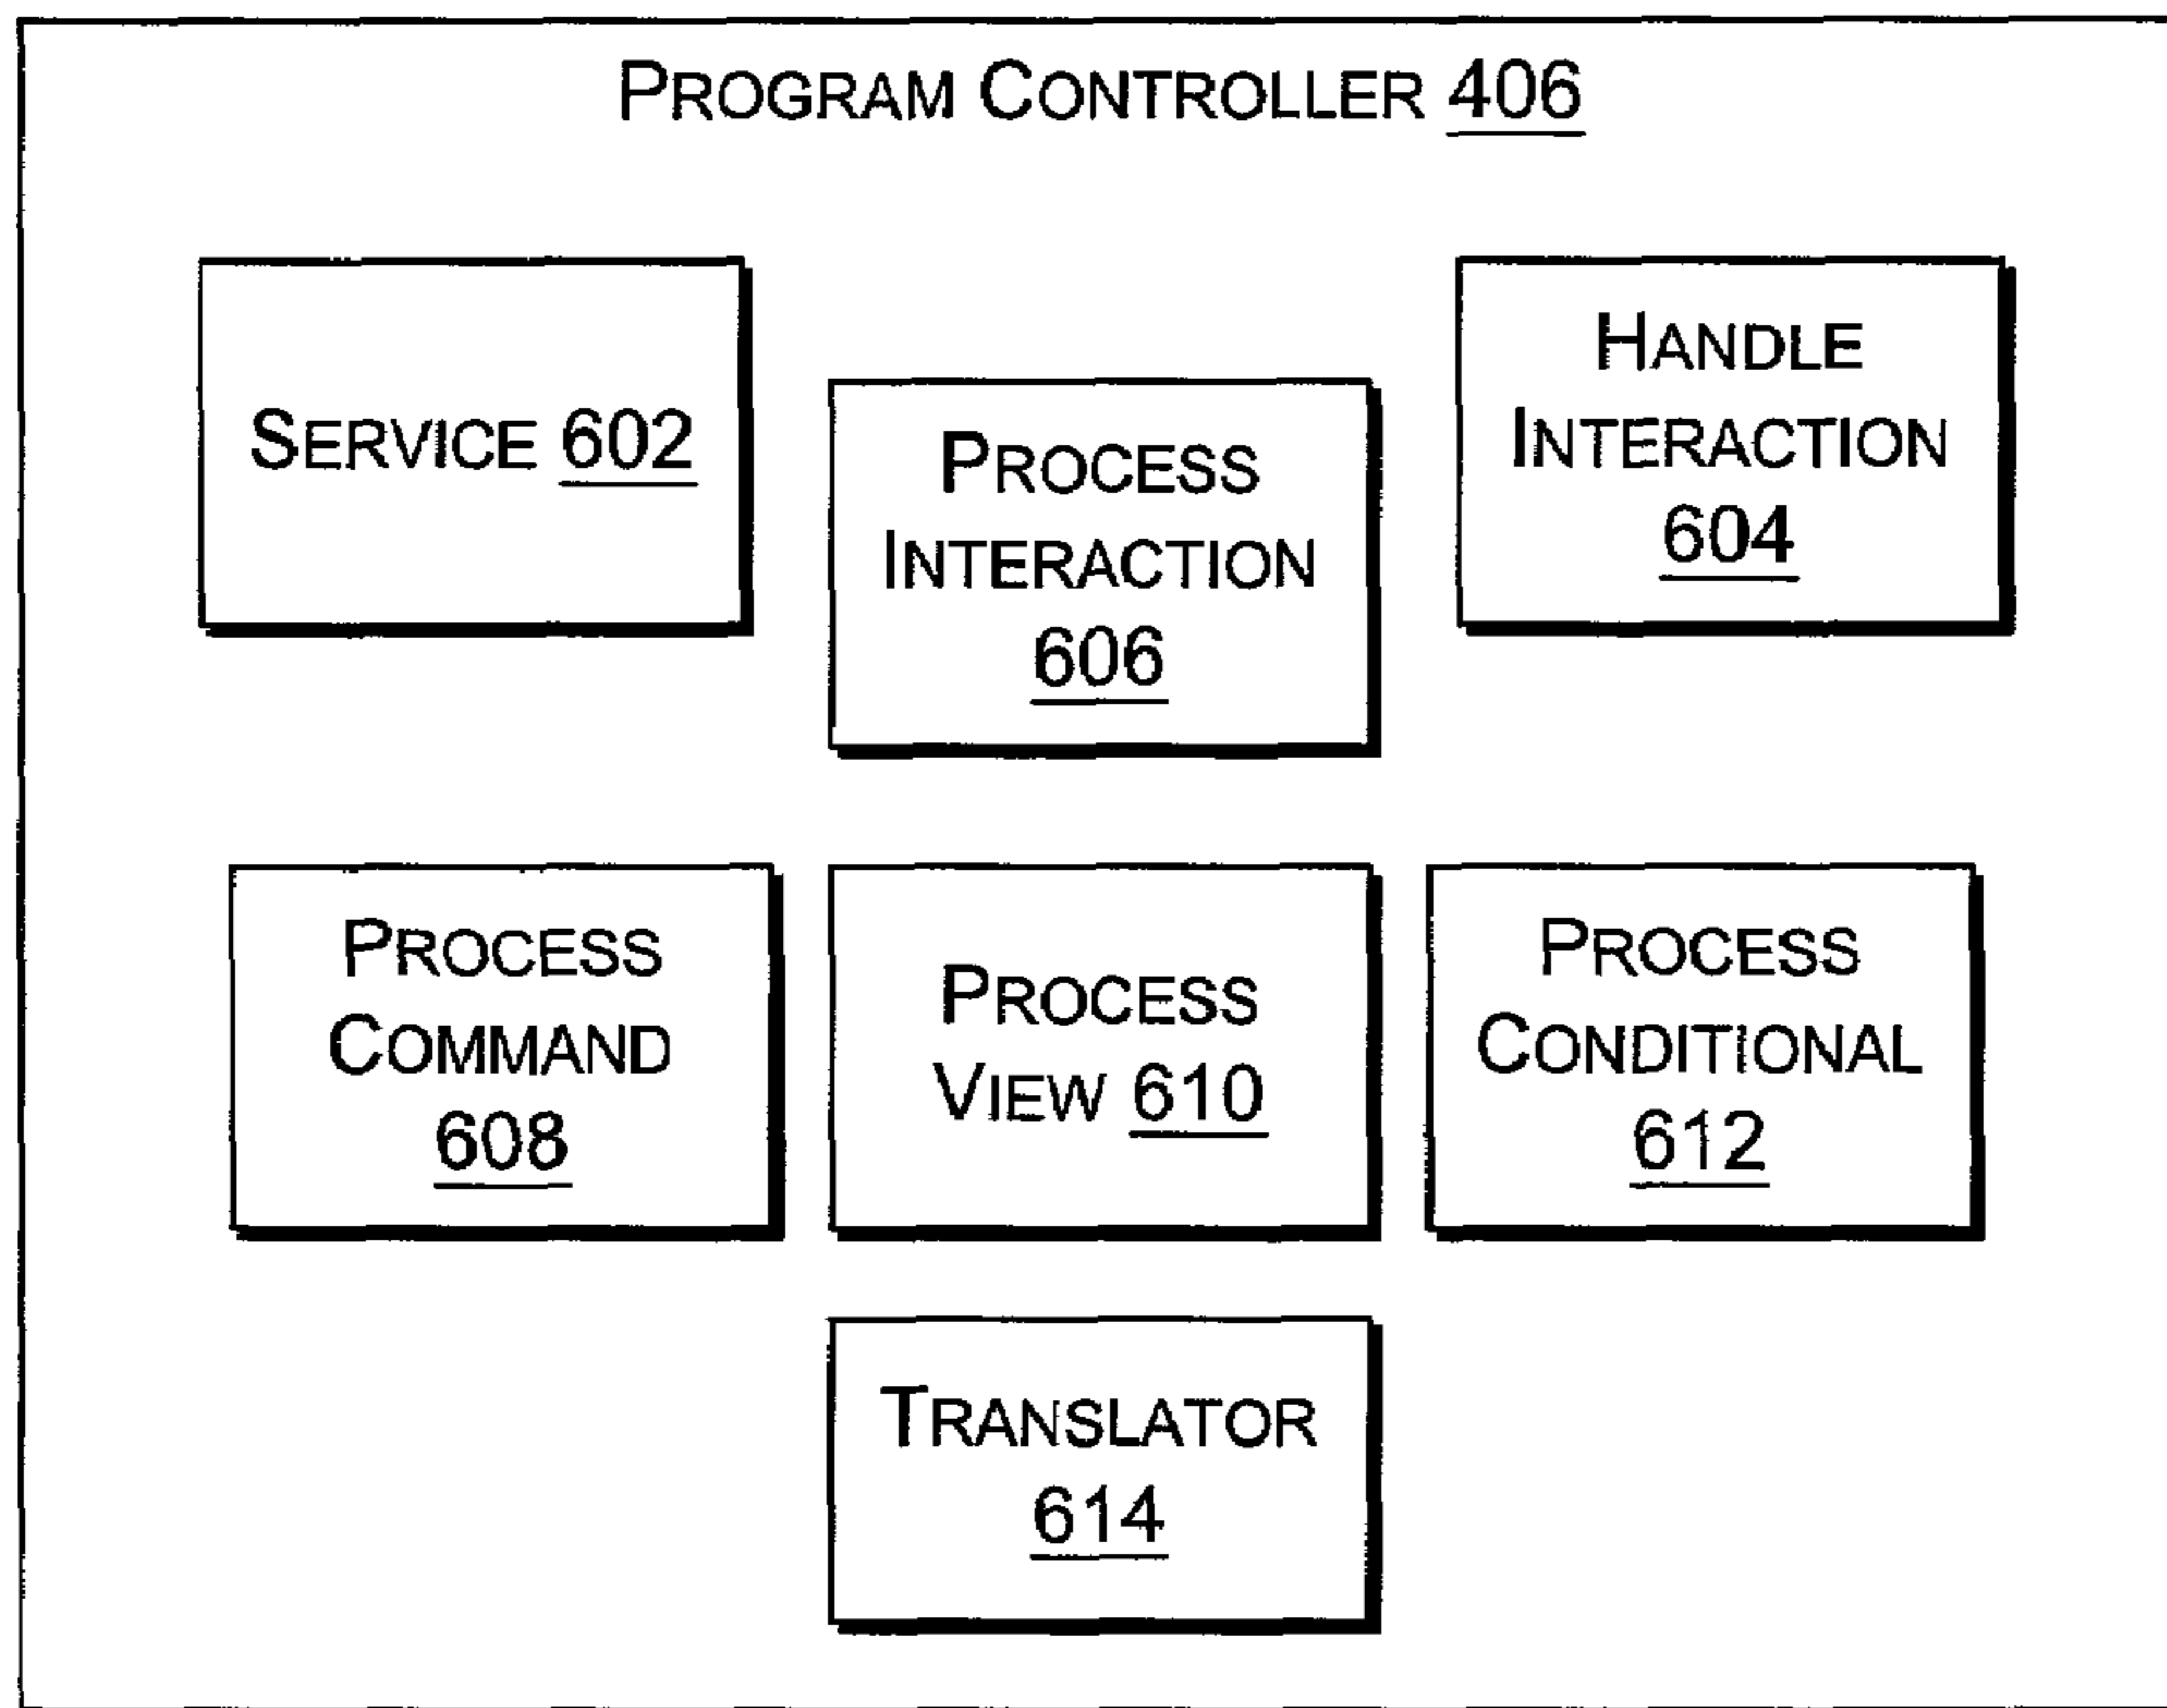 PROGRAM CONTROLLER 406
SERVICE 602
PROCESS
INTERACTION
606
HANDLE
INTERACTION
604
PROCESS
COMMAND
608
PROCESS
VIEW 610
PROCESS
CONDITIONAL
612
TRANSLATOR
614